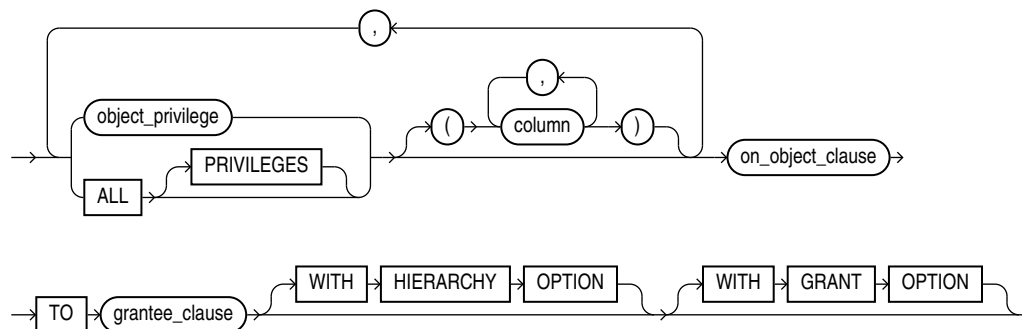 ,
,
object_privilege
( column )
PRIVILEGES
ALL
on_object_clause
WITH HIERARCHY OPTION WITH GRANT OPTION
TO grantee_clause